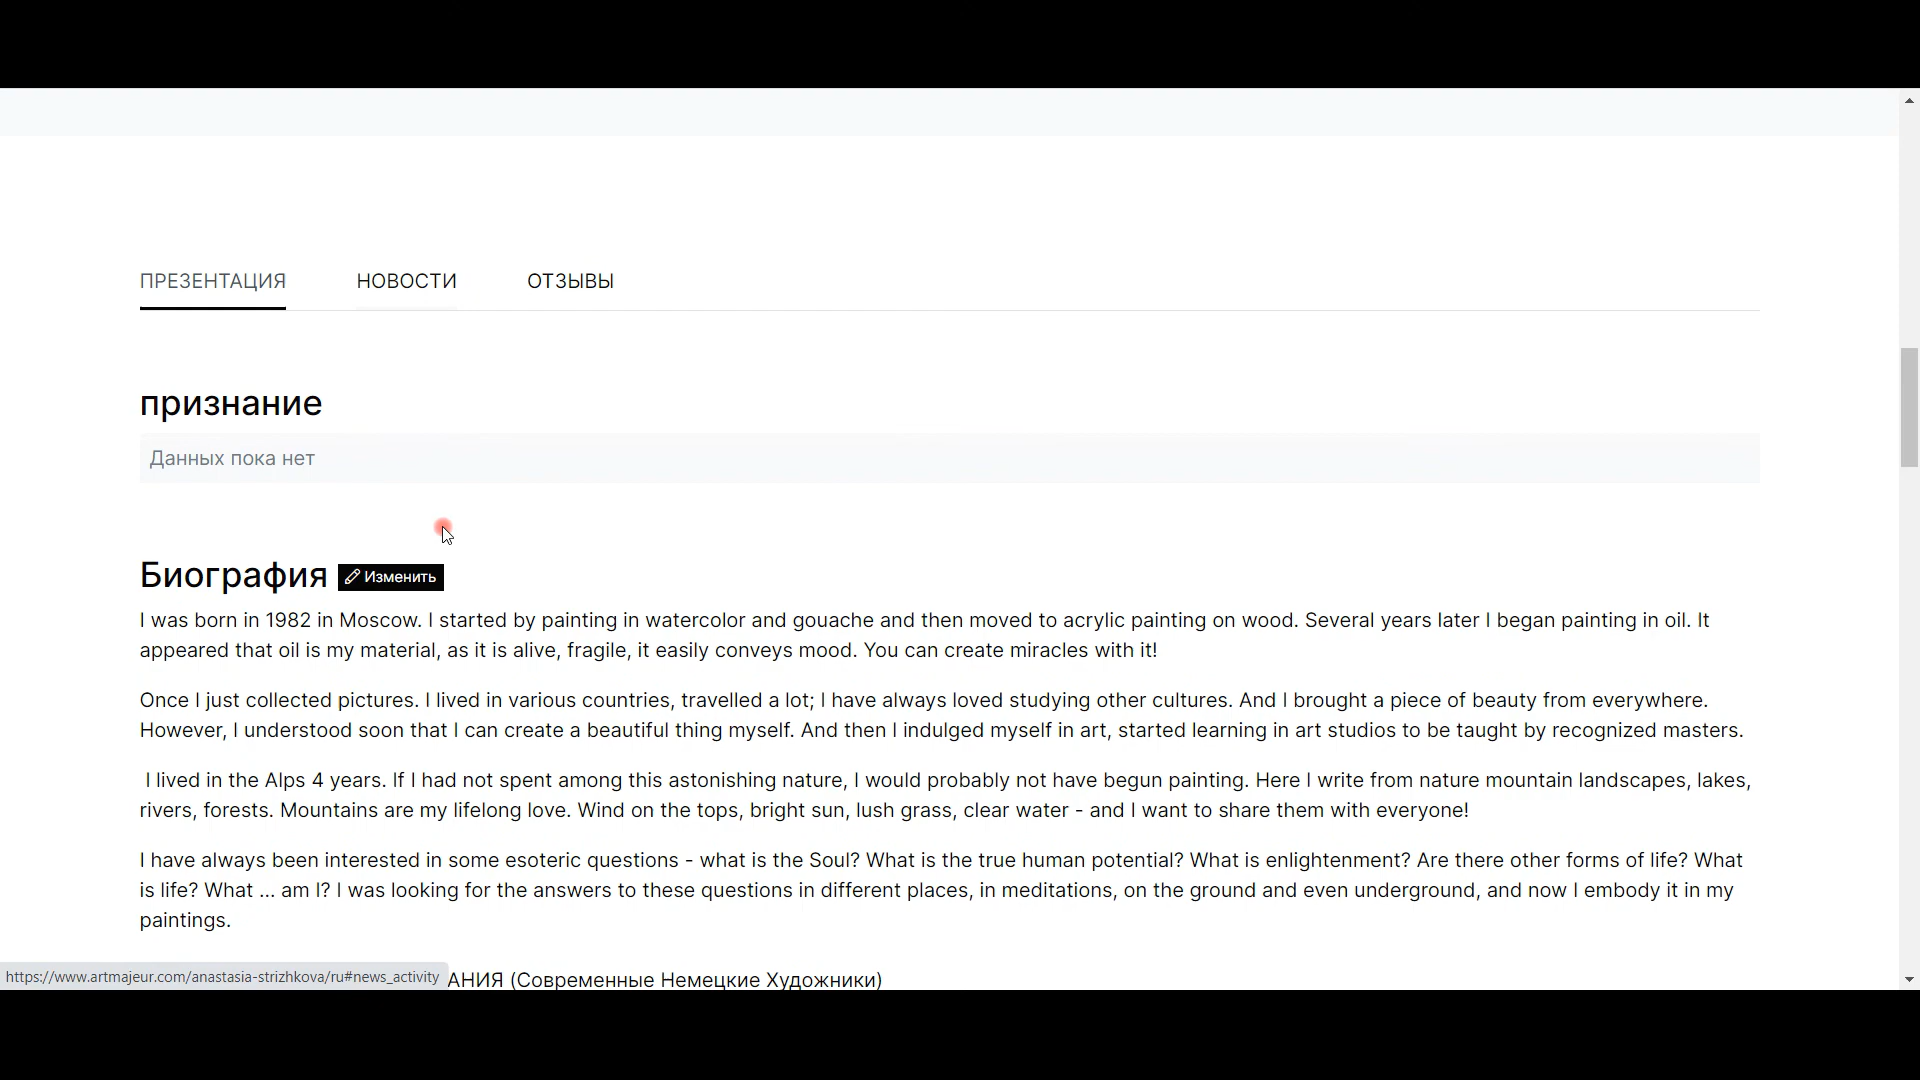 ПРЕЗЕНТАЦИЯ НОВОСТИ ОТЗЫВЫ
признание
Данных пока нет
Биография Изменить
I was born in 1982 in Moscow. I started by painting in watercolor and gouache and then moved to acrylic painting on wood. Several years later I began painting in oil. It
appeared that oil is my material, as it is alive, fragile, it easily conveys mood. You can create miracles with it!
Once I just collected pictures. I lived in various countries, travelled a lot; I have always loved studying other cultures. And I brought a piece of beauty from everywhere.
However, I understood soon that I can create a beautiful thing myself. And then I indulged myself in art, started learning in art studios to be taught by recognized masters.
I lived in the Alps 4 years. If I had not spent among this astonishing nature, I would probably not have begun painting. Here I write from nature mountain landscapes, lakes,
rivers, forests. Mountains are my lifelong love. Wind on the tops, bright sun, lush grass, clear water - and I want to share them with everyone!
I have always been interested in some esoteric questions - what is the Soul? What is the true human potential? What is enlightenment? Are there other forms of life? What
is life? What ... am I? I was looking for the answers to these questions in different places, in meditations, on the ground and even underground, and now I embody it in my
paintings.
https://www.artmajeur.com/anastasia-strizhkova/ru#news_activity АНИЯ (Современные Немецкие Художники)